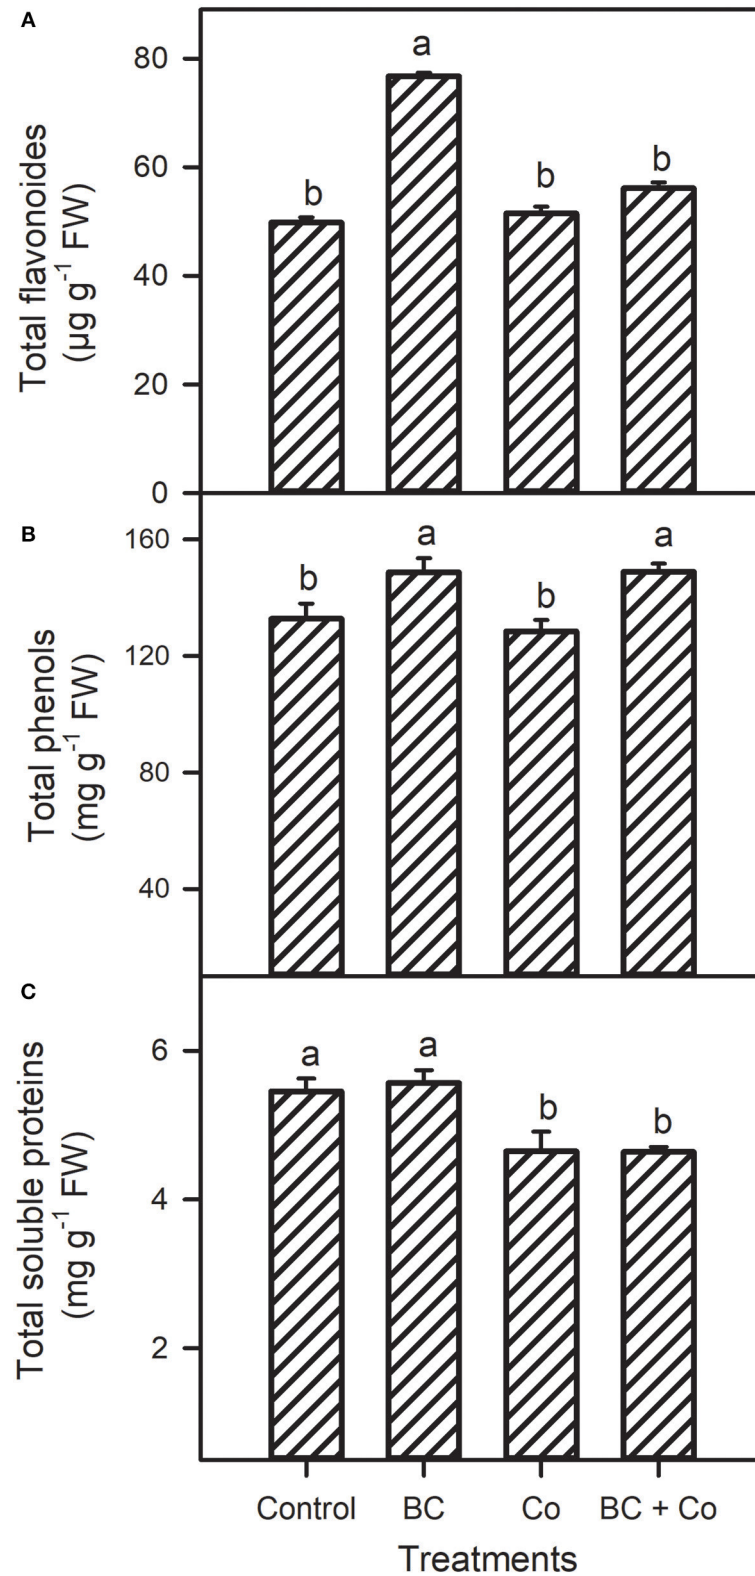 A
Total flavonoides
(µg g-1 FW)
80
60
40
20
0
b
a
b
b
B
Total phenols
(mg g-1 FW)
160
120
80
40
b
a
b
a
C
Total soluble proteins
(mg g-1 FW)
6
4
2
a
a
b
b
Control BC Co BC + Co
Treatments